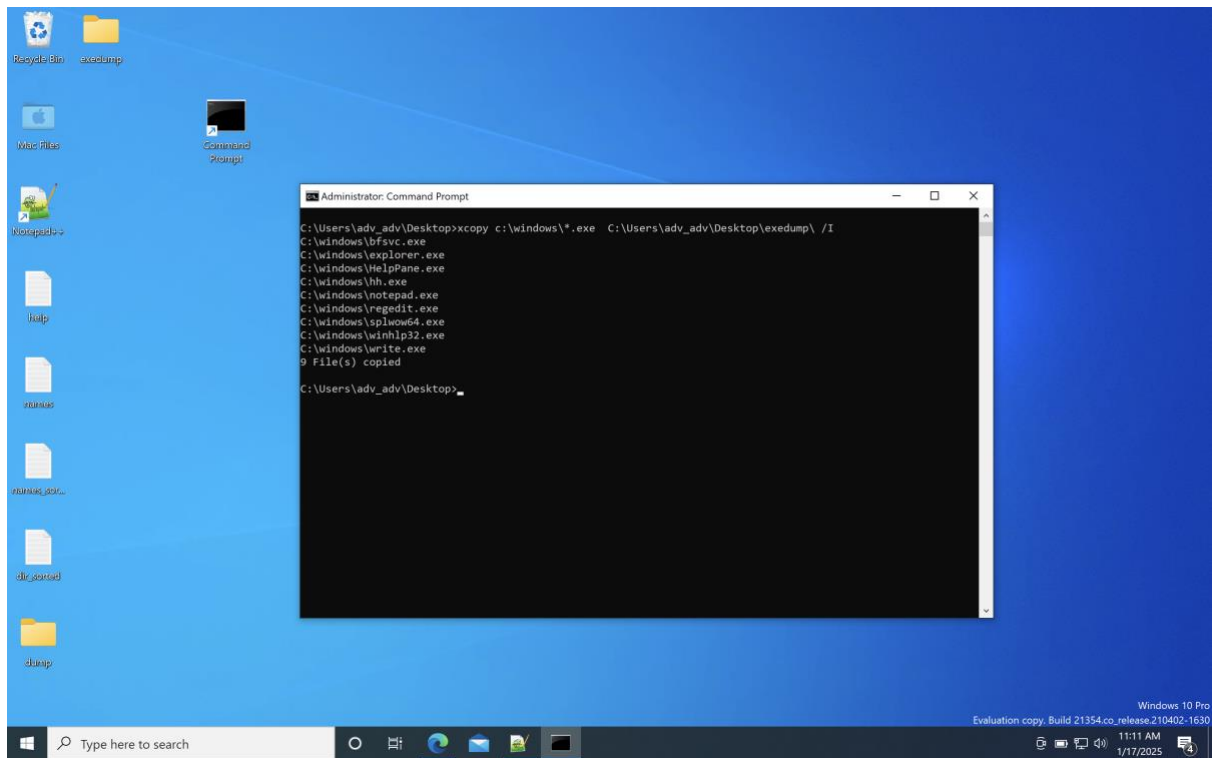 Recycle Bin
exedump
Mac Files
Command
Prompt
Notepad++
help
names
names_sor...
dir_sorted
dump
Administrator: Command Prompt
C:\Users\adv_adv\Desktop>xcopy c:\windows\*.exe  C:\Users\adv_adv\Desktop\exedump\ /I
C:\windows\bfsvc.exe
C:\windows\explorer.exe
C:\windows\HelpPane.exe
C:\windows\hh.exe
C:\windows\notepad.exe
C:\windows\regedit.exe
C:\windows\splwow64.exe
C:\windows\winhlp32.exe
C:\windows\write.exe
9 File(s) copied
C:\Users\adv_adv\Desktop>
Windows 10 Pro
Evaluation copy. Build 21354.co_release.210402-1630
Type here to search
11:11 AM
1/17/2025
4